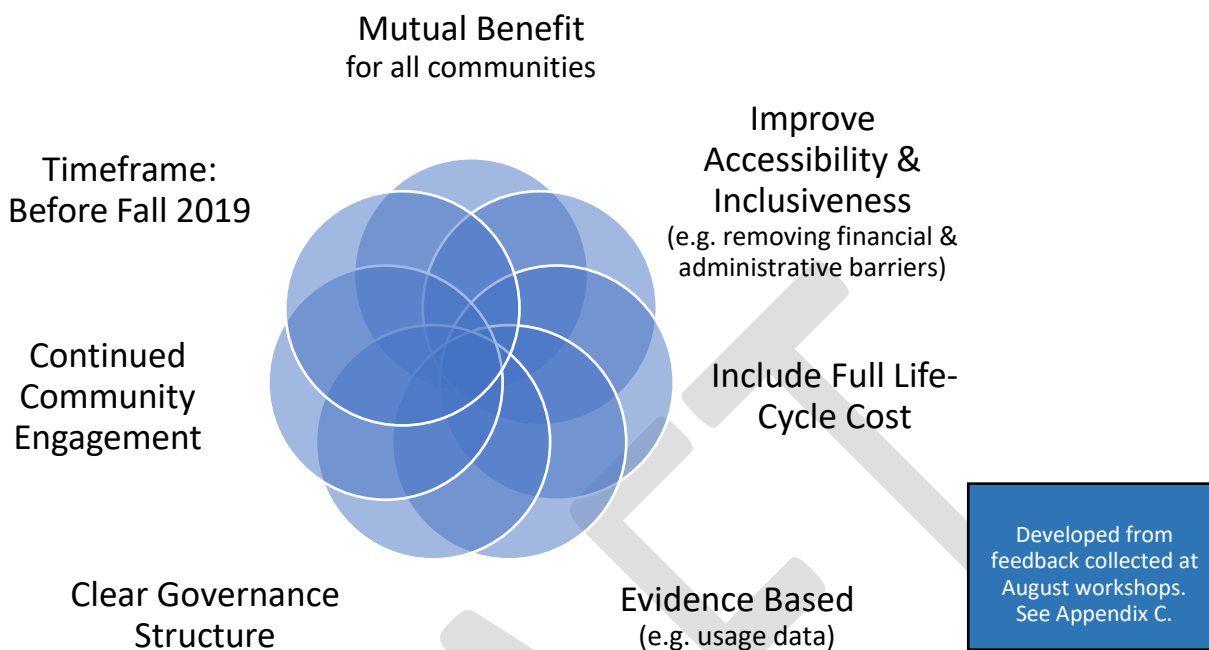 Mutual Benefit
for all communities
Improve
Accessibility &
Inclusiveness
(e.g. removing financial &
administrative barriers)
Timeframe:
Before Fall 2019
Continued
Community
Engagement
Include Full Life-
Cycle Cost
Developed from
feedback collected at
August workshops.
See Appendix C.
Clear Governance
Structure
Evidence Based
(e.g. usage data)